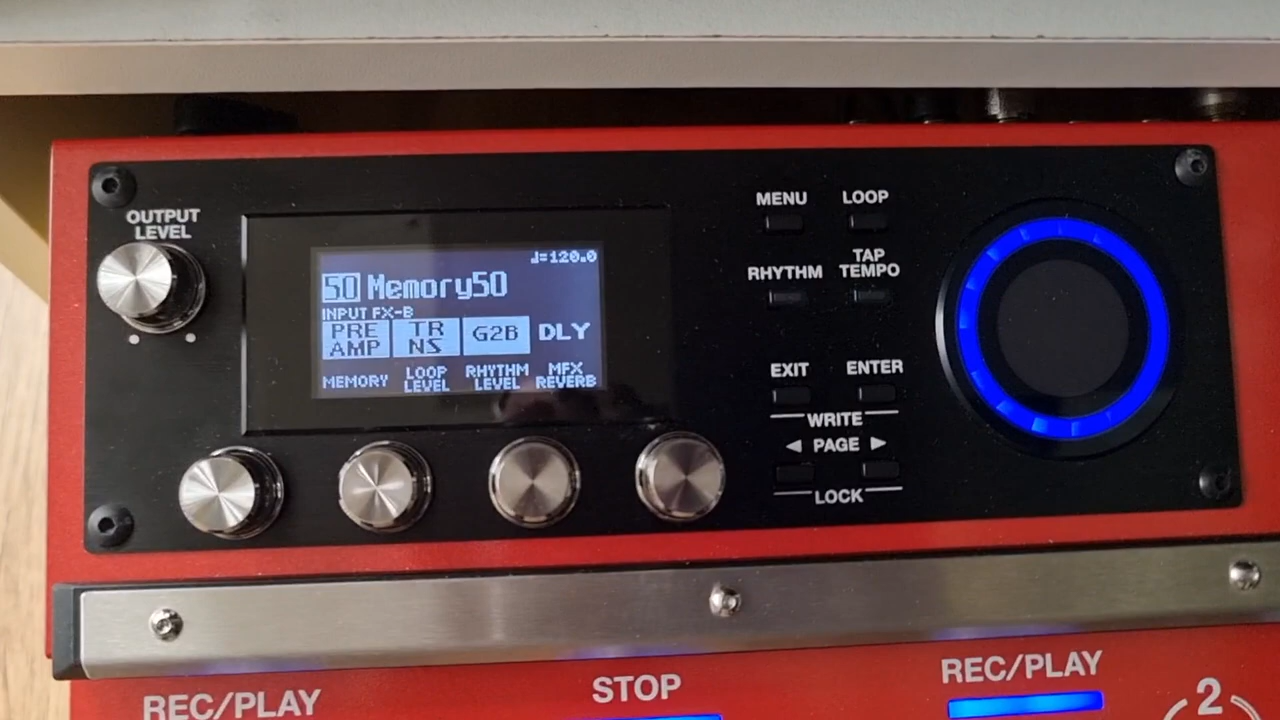 OUTPUT
LEVEL
♩=120.0
50 Memory50
INPUT FX-B
PRE
AMP
TR
NS
G2B
DLY
MEMORY
LOOP
LEVEL
RHYTHM
LEVEL
MFX
REVERB
MENU
LOOP
RHYTHM
TAP
TEMPO
EXIT
ENTER
WRITE
◀ PAGE ▶
LOCK
REC/PLAY
STOP
REC/PLAY
2